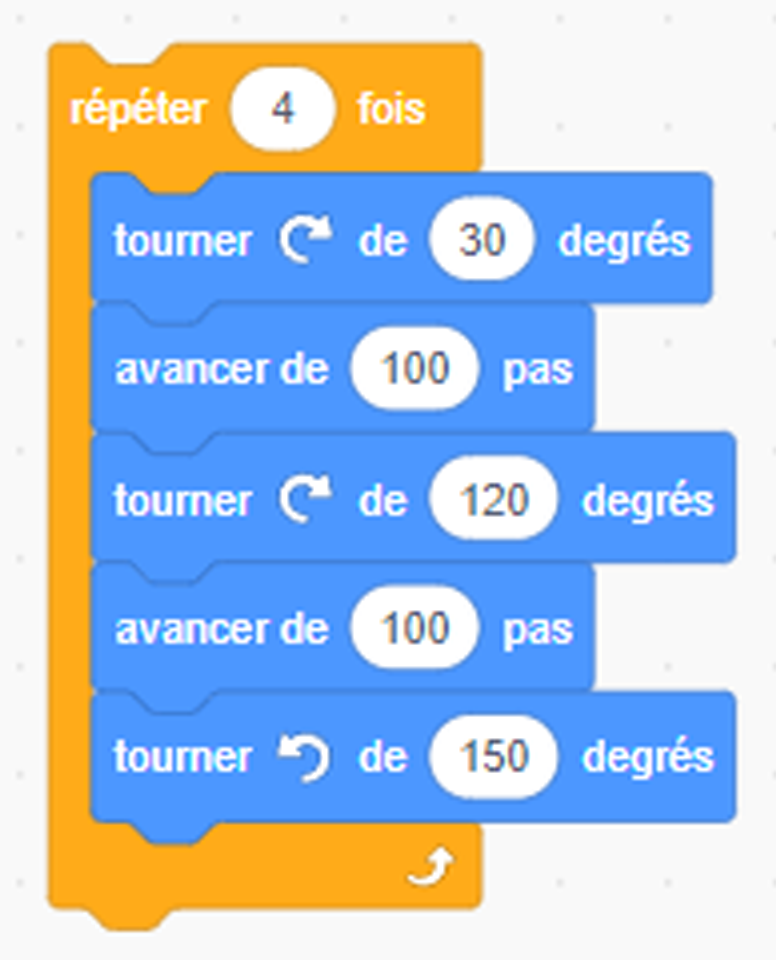 répéter 4 fois
tourner de 30 degrés
avancer de 100 pas
tourner de 120 degrés
avancer de 100 pas
tourner de 150 degrés